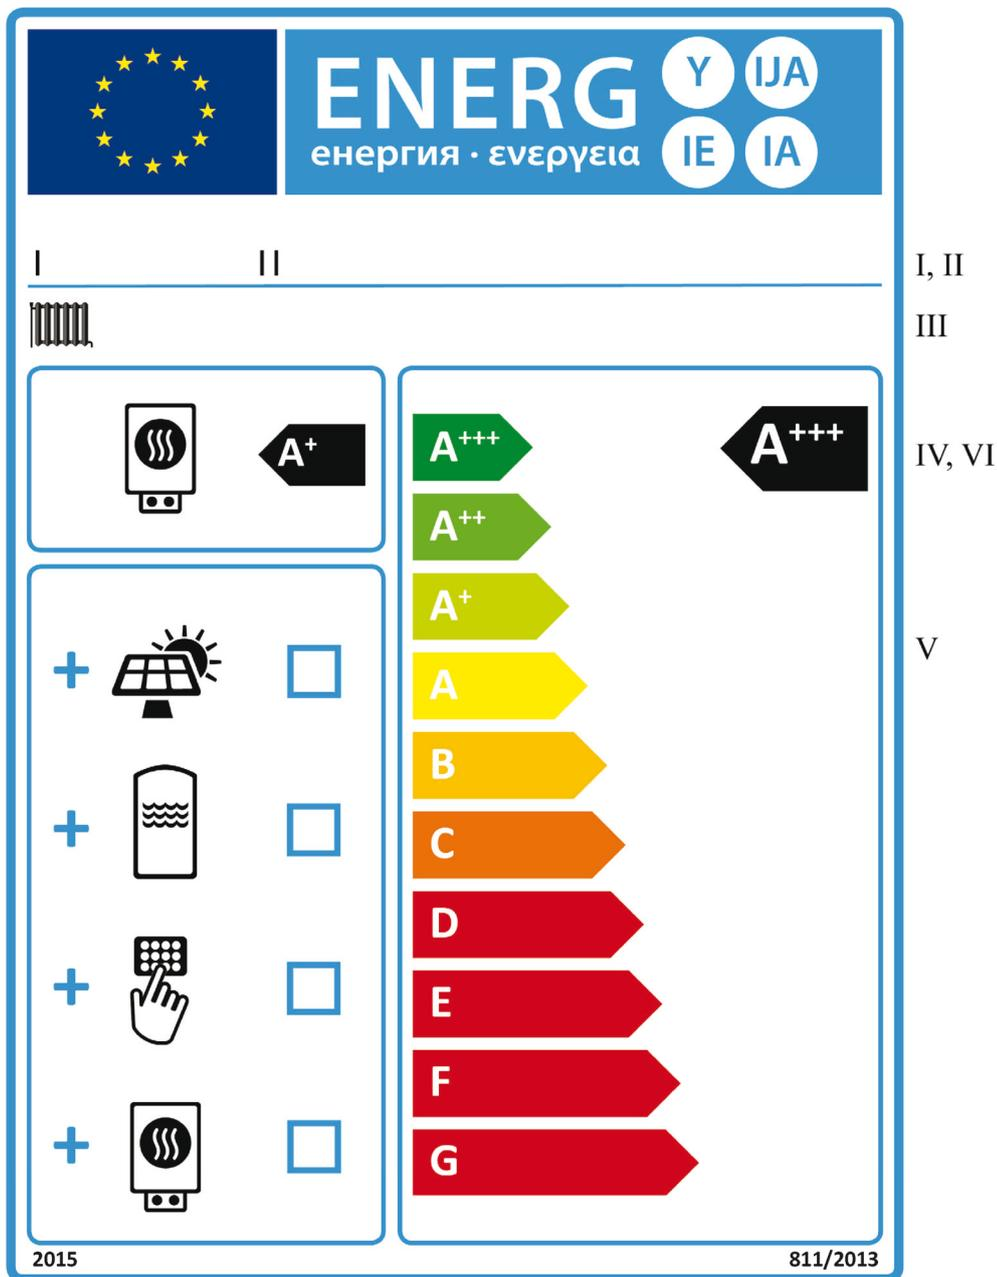 ENERG Y IJA
енергия · ενεργεια IE IA
I II I, II
III
A+ A+++ A+++ IV, VI
A++
A+
A
V
B
C
D
E
F
G
2015 811/2013